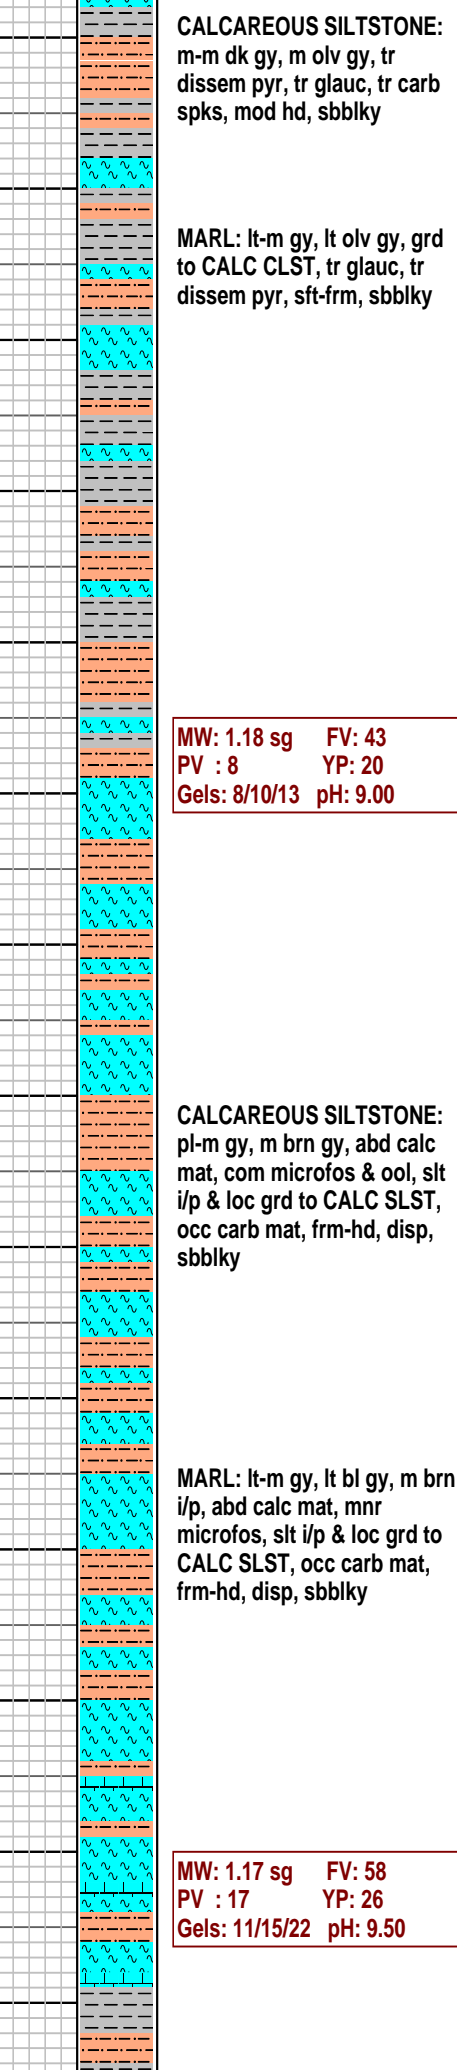 CALCAREOUS SILTSTONE:
m-m dk gy, m olv gy, tr
dissem pyr, tr glauc, tr carb
spks, mod hd, sbblky
MARL: lt-m gy, lt olv gy, grd
to CALC CLST, tr glauc, tr
dissem pyr, sft-frm, sbblky
MW: 1.18 sg FV: 43
PV : 8 YP: 20
Gels: 8/10/13 pH: 9.00
CALCAREOUS SILTSTONE:
pl-m gy, m brn gy, abd calc
mat, com microfos & ool, slt
i/p & loc grd to CALC SLST,
occ carb mat, frm-hd, disp,
sbblky
MARL: lt-m gy, lt bl gy, m brn
i/p, abd calc mat, mnr
microfos, slt i/p & loc grd to
CALC SLST, occ carb mat,
frm-hd, disp, sbblky
MW: 1.17 sg FV: 58
PV : 17 YP: 26
Gels: 11/15/22 pH: 9.50